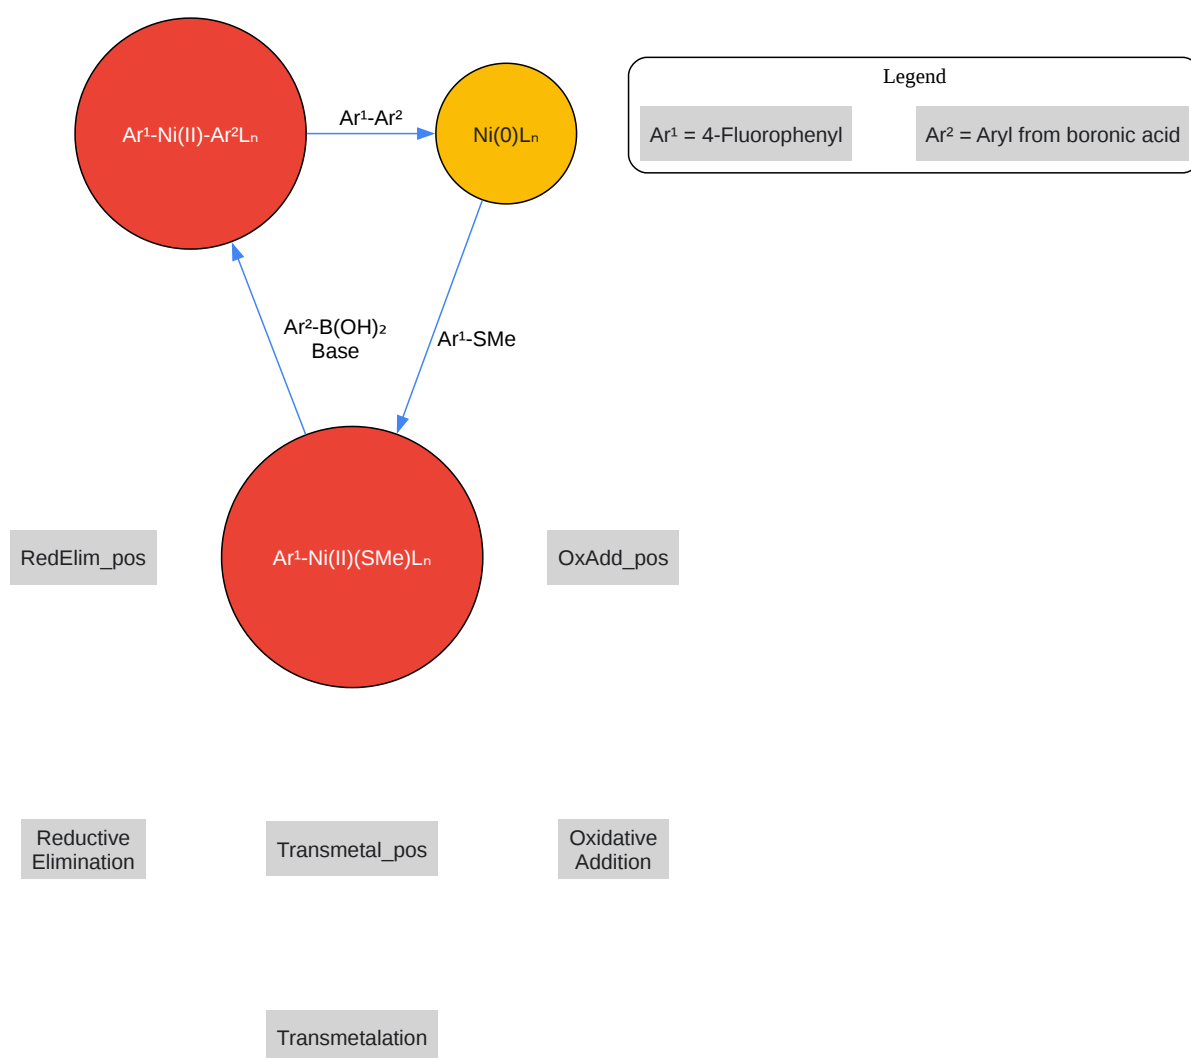 Legend
Ar¹-Ar²
Ar¹-Ni(II)-Ar²Lₙ
Ni(0)Lₙ
Ar¹ = 4-Fluorophenyl
Ar² = Aryl from boronic acid
Ar²-B(OH)₂
Base
Ar¹-SMe
RedElim_pos
Ar¹-Ni(II)(SMe)Lₙ
OxAdd_pos
Reductive
Elimination
Transmetal_pos
Oxidative
Addition
Transmetalation